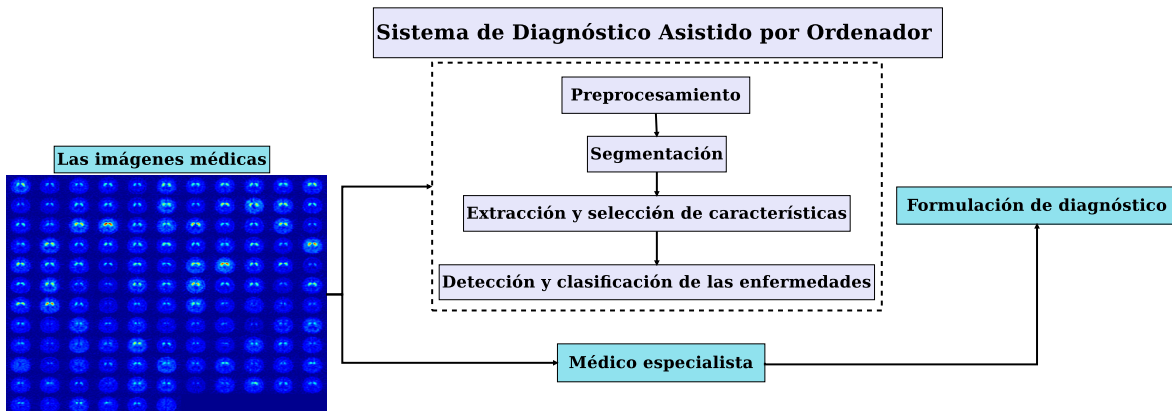 Sistema de Diagnóstico Asistido por Ordenador
Preprocesamiento
Segmentación
Extracción y selección de características
Detección y clasificación de las enfermedades
Las imágenes médicas
Médico especialista
Formulación de diagnóstico